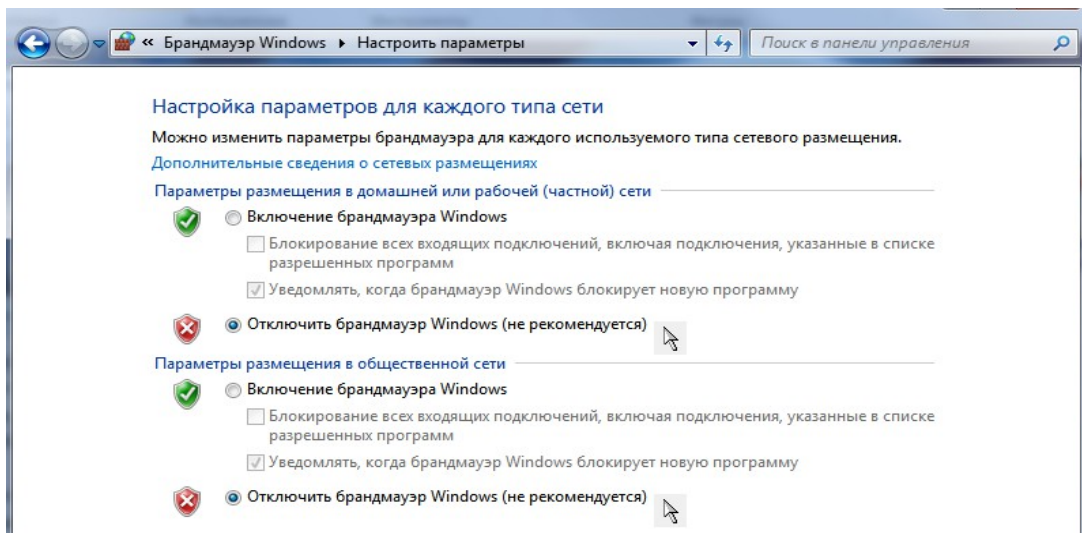 « Брандмауэр Windows ▸ Настроить параметры
Поиск в панели управления
Настройка параметров для каждого типа сети
Можно изменить параметры брандмауэра для каждого используемого типа сетевого размещения.
Дополнительные сведения о сетевых размещениях
Параметры размещения в домашней или рабочей (частной) сети
Включение брандмауэра Windows
Блокирование всех входящих подключений, включая подключения, указанные в списке
разрешенных программ
Уведомлять, когда брандмауэр Windows блокирует новую программу
Отключить брандмауэр Windows (не рекомендуется)
Параметры размещения в общественной сети
Включение брандмауэра Windows
Блокирование всех входящих подключений, включая подключения, указанные в списке
разрешенных программ
Уведомлять, когда брандмауэр Windows блокирует новую программу
Отключить брандмауэр Windows (не рекомендуется)